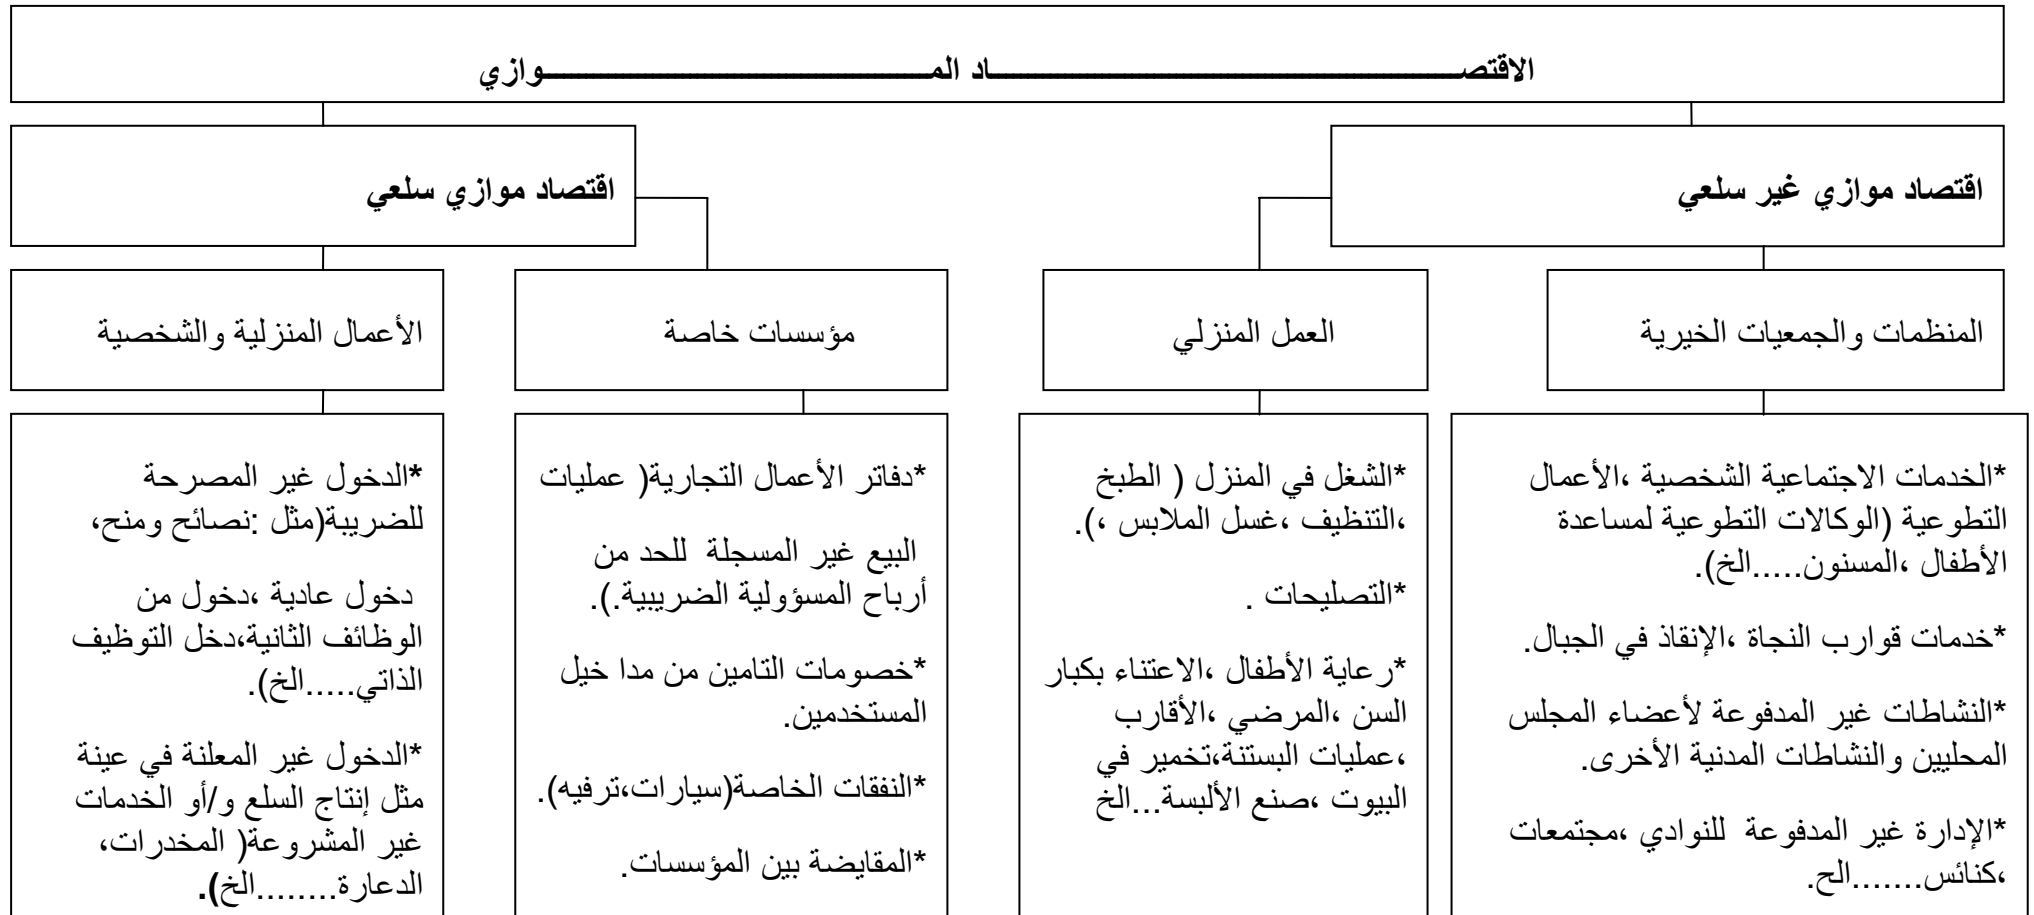 الاقتصـــاد المـــوازي
اقتصاد موازي غير سلعي
اقتصاد موازي سلعي
المنظمات والجمعيات الخيرية
العمل المنزلي
مؤسسات خاصة
الأعمال المنزلية والشخصية
*الخدمات الاجتماعية الشخصية ،الأعمال
التطوعية (الوكالات التطوعية لمساعدة
الأطفال ،المسنون.....الخ).
*خدمات قوارب النجاة ،الإنقاذ في الجبال.
*النشاطات غير المدفوعة لأعضاء المجلس
المحليين والنشاطات المدنية الأخرى.
*الإدارة غير المدفوعة للنوادي ،مجتمعات
،كنائس.......الح.
*الشغل في المنزل ( الطبخ
،التنظيف ،غسل الملابس ،).
*التصليحات .
*رعاية الأطفال ،الاعتناء بكبار
السن ،المرضي ،الأقارب
،عمليات البستنة،تخمير في
البيوت ،صنع الألبسة...الخ
*دفاتر الأعمال التجارية( عمليات
البيع غير المسجلة للحد من
أرباح المسؤولية الضريبية.).
*خصومات التامين من مدا خيل
المستخدمين.
*النفقات الخاصة(سيارات،ترفيه).
*المقايضة بين المؤسسات.
*الدخول غير المصرحة
للضريبة(مثل :نصائح ومنح،
دخول عادية ،دخول من
الوظائف الثانية،دخل التوظيف
الذاتي.....الخ).
*الدخول غير المعلنة في عينة
مثل إنتاج السلع و/أو الخدمات
غير المشروعة( المخدرات،
الدعارة........الخ).